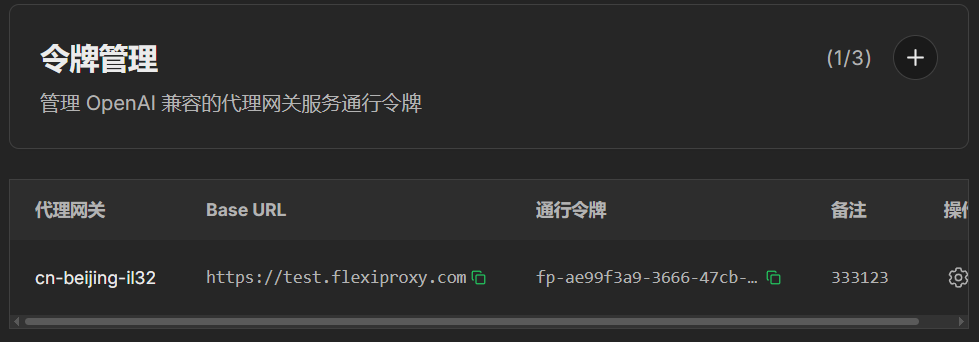 令牌管理
(1/3)
管理 OpenAI 兼容的代理网关服务通行令牌
代理网关 Base URL 通行令牌 备注 操作
cn-beijing-il32 https://test.flexiproxy.com fp-ae99f3a9-3666-47cb-… 333123